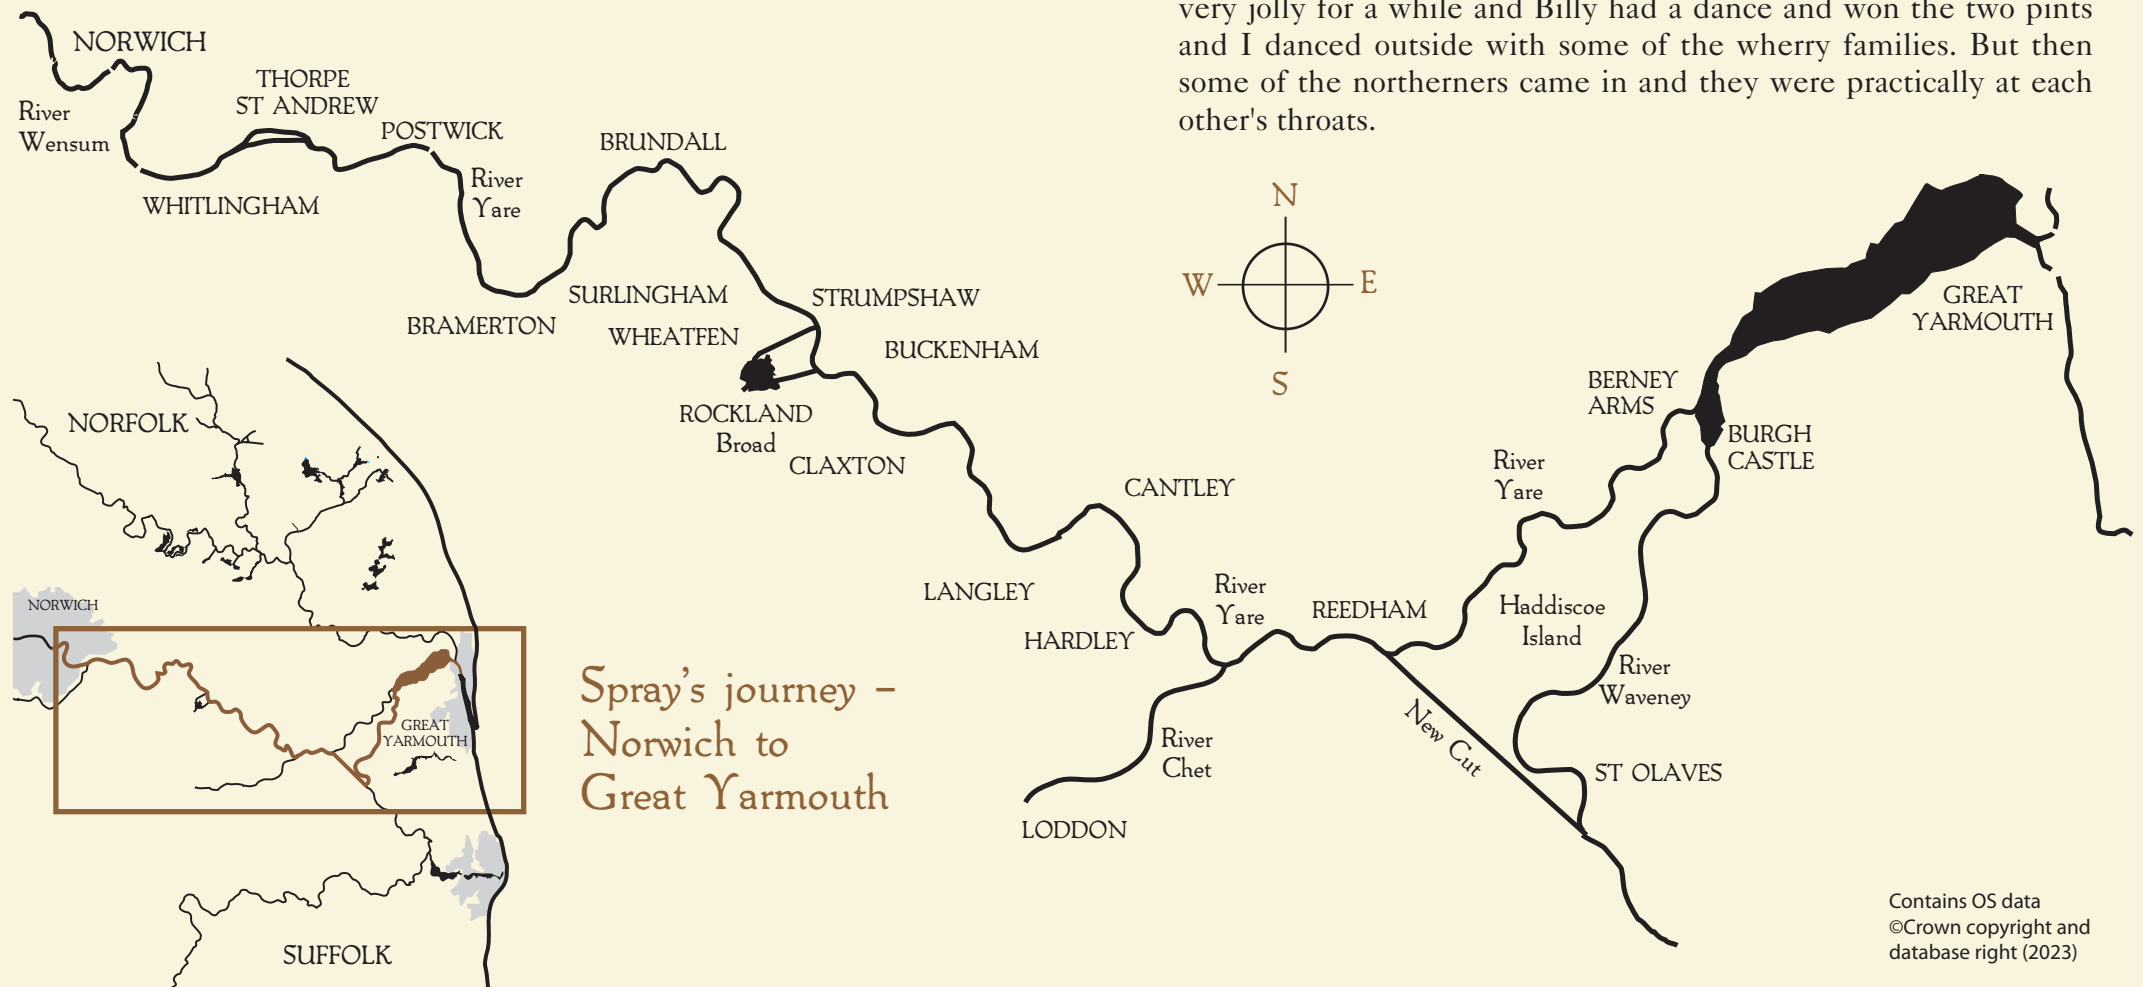 very jolly for a while and Billy had a dance and won the two pints
and I danced outside with some of the wherry families. But then
some of the northerners came in and they were practically at each
other's throats.
NORWICH
River
Wensum
THORPE
ST ANDREW
POSTWICK
WHITLINGHAM
River
Yare
BRUNDALL
BRAMERTON
SURLINGHAM
WHEATFEN
STRUMPSHAW
BUCKENHAM
ROCKLAND
Broad
CLAXTON
N
W
E
S
GREAT
YARMOUTH
BERNEY
ARMS
BURGH
CASTLE
River
Yare
CANTLEY
LANGLEY
HARDLEY
River
Yare
REEDHAM
Haddiscoe
Island
River
Waveney
New Cut
ST OLAVES
River
Chet
LODDON
NORFOLK
NORWICH
GREAT
YARMOUTH
SUFFOLK
Spray's journey –
Norwich to
Great Yarmouth
Contains OS data
©Crown copyright and
database right (2023)